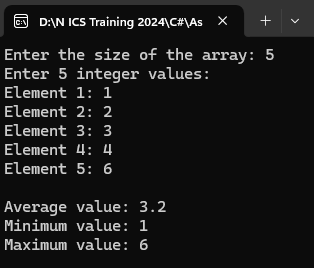 D:\N ICS Training 2024\C#\As
Enter the size of the array: 5
Enter 5 integer values:
Element 1: 1
Element 2: 2
Element 3: 3
Element 4: 4
Element 5: 6
Average value: 3.2
Minimum value: 1
Maximum value: 6